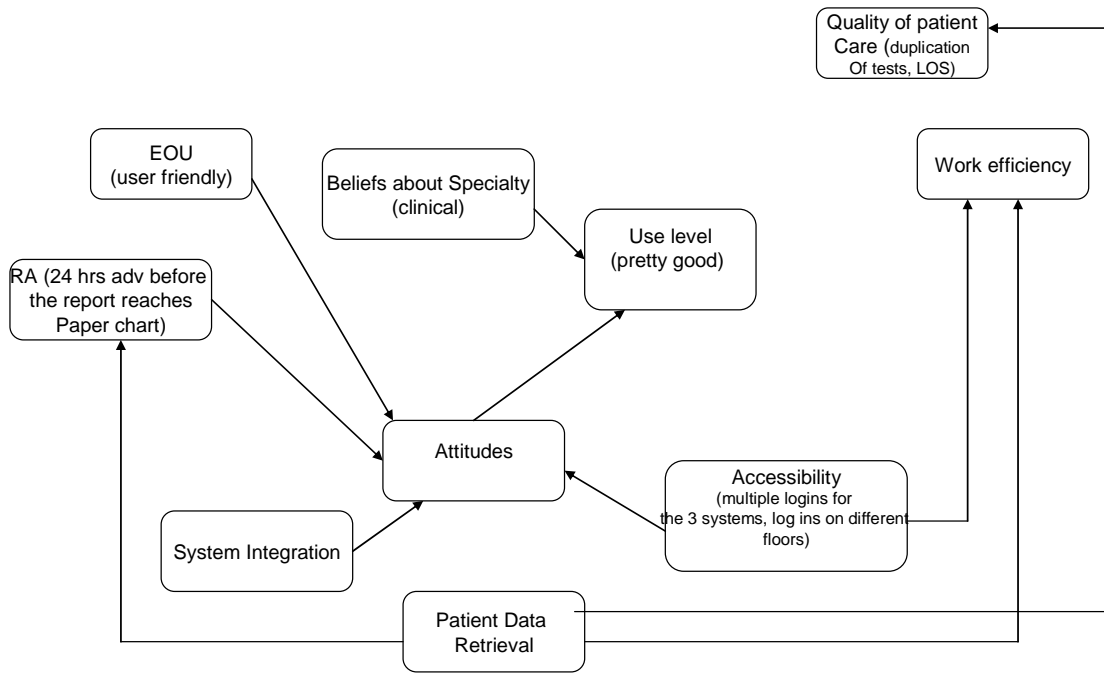 Quality of patient
Care (duplication
Of tests, LOS)
EOU
(user friendly)
Work efficiency
Beliefs about Specialty
(clinical)
Use level
(pretty good)
RA (24 hrs adv before
the report reaches
Paper chart)
Attitudes
Accessibility
(multiple logins for
the 3 systems, log ins on different
floors)
System Integration
Patient Data
Retrieval